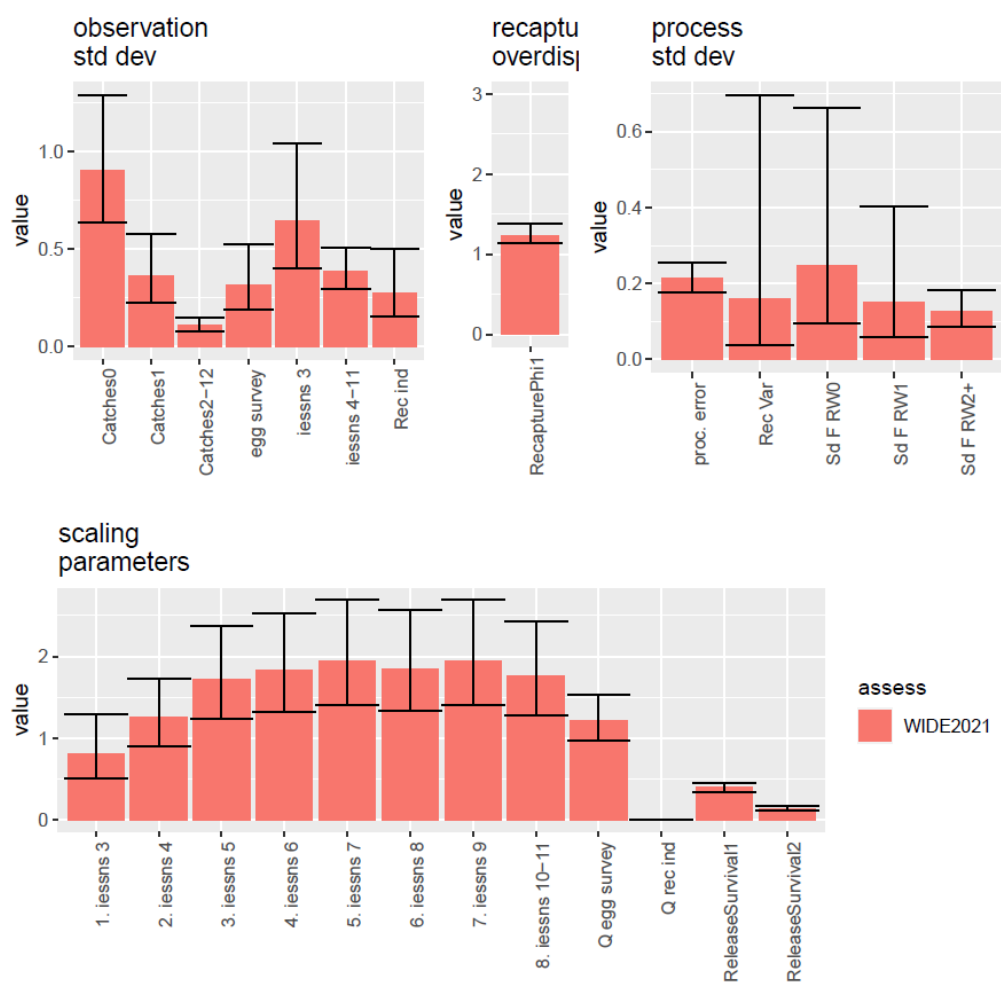 observation
std dev
value
1.0
0.5
0.0
Catches0
Catches1
Catches2−12
egg survey
iessns 3
iessns 4−11
Rec ind
recaptu
overdis
value
3
2
1
0
RecapturePhi1
process
std dev
value
0.6
0.4
0.2
0.0
proc. error
Rec Var
Sd F RW0
Sd F RW1
Sd F RW2+
scaling
parameters
value
2
1
0
1. iessns 3
2. iessns 4
3. iessns 5
4. iessns 6
5. iessns 7
6. iessns 8
7. iessns 9
8. iessns 10−11
Q egg survey
Q rec ind
ReleaseSurvival1
ReleaseSurvival2
assess
WIDE2021